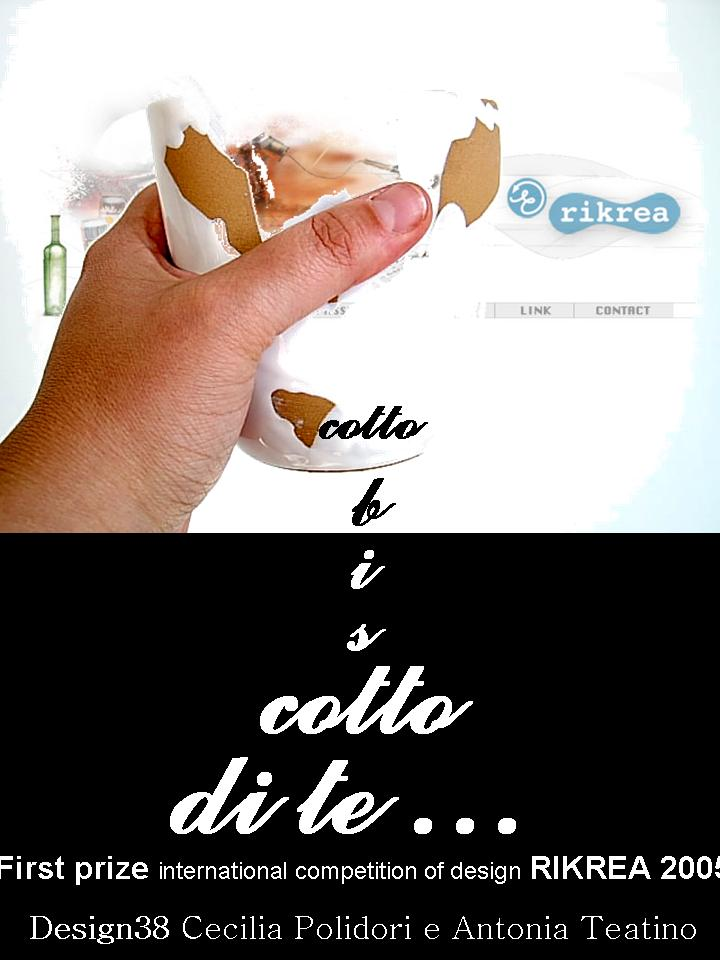 rikrea
LINK CONTACT
cotto
b
i
s
cotto
di te ...
First prize international competition of design RIKREA 2005
Design38 Cecilia Polidori e Antonia Teatino